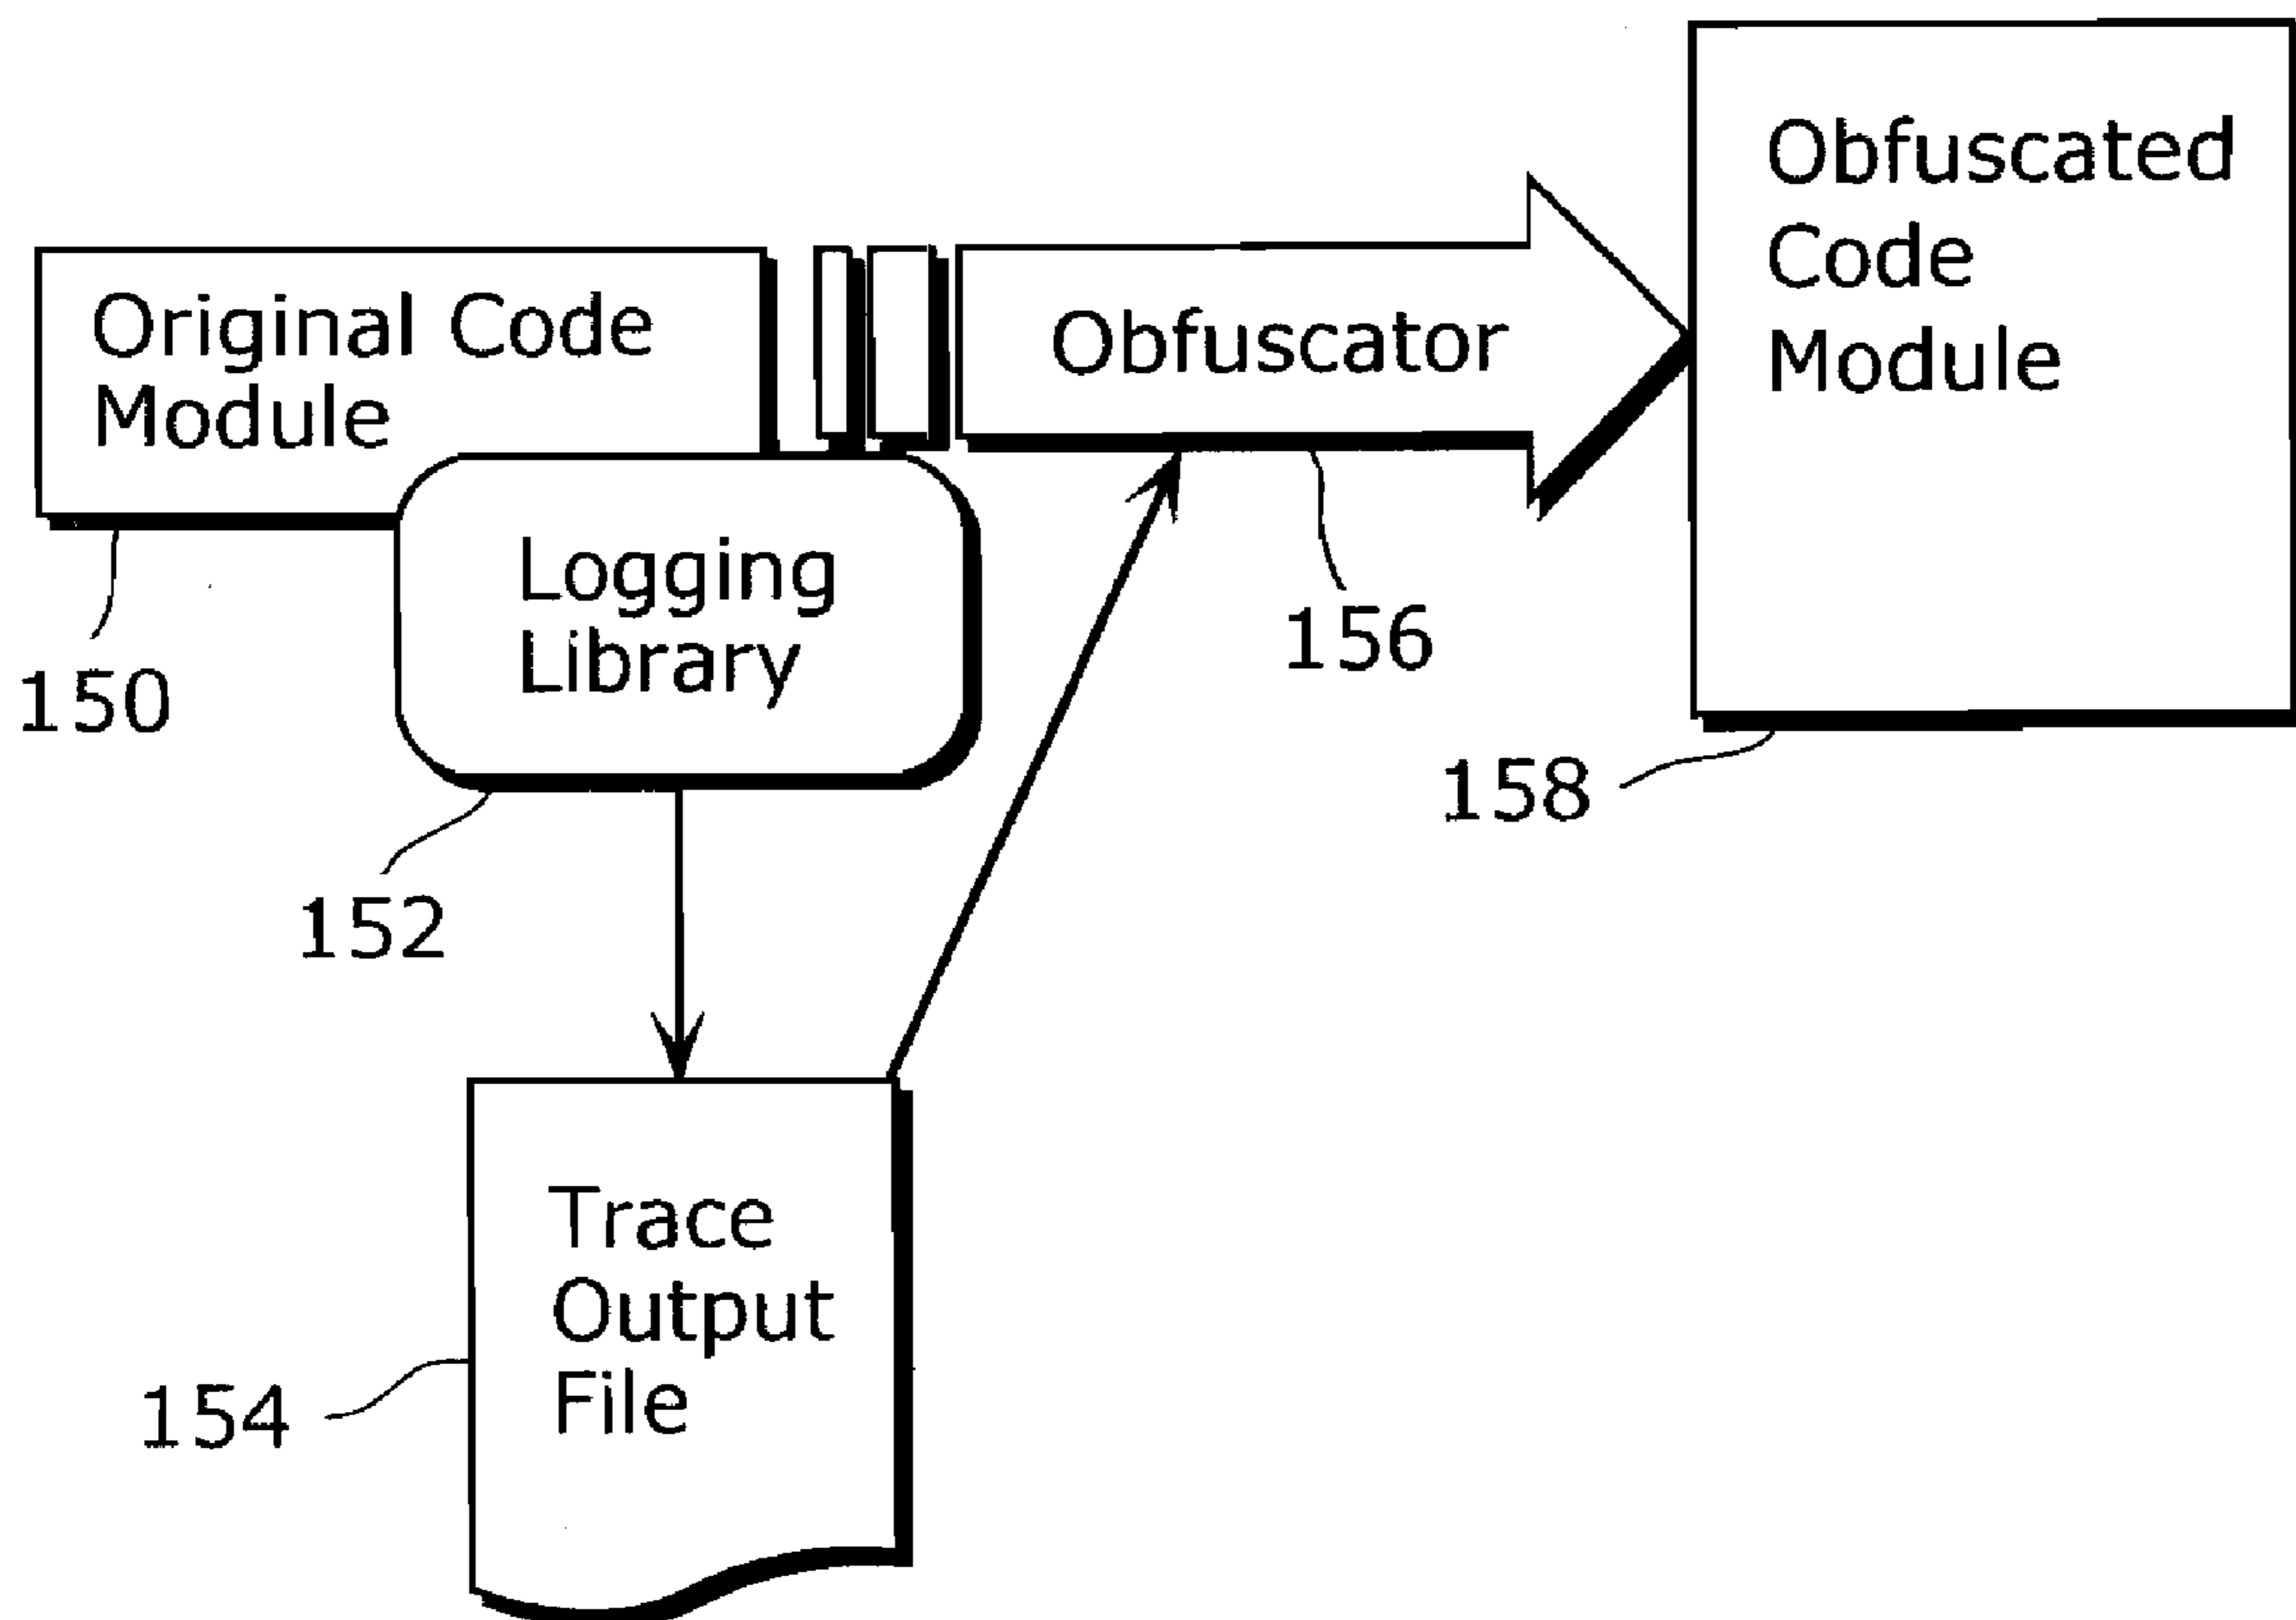 Original Code
Module
150
Logging
Library
152
Trace
Output
File
154
Obfuscator
156
Obfuscated
Code
Module
158